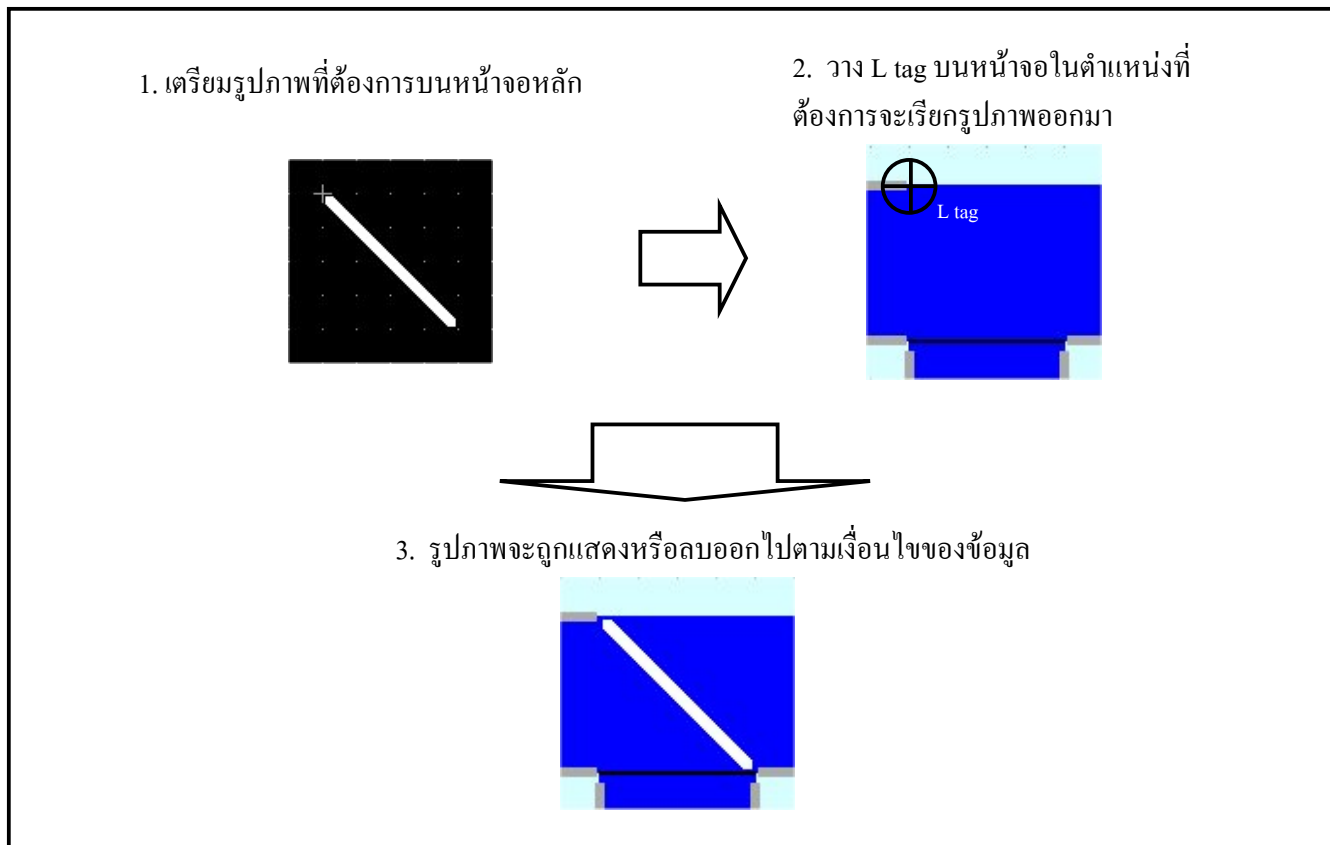 1. เตรียมรูปภาพที่ต้องการบนหน้าจอหลัก
2. วาง L tag บนหน้าจอในตำแหน่งที่
ต้องการจะเรียกรูปภาพออกมา
L tag
3. รูปภาพจะถูกแสดงหรือลบออกไปตามเงื่อนไขของข้อมูล